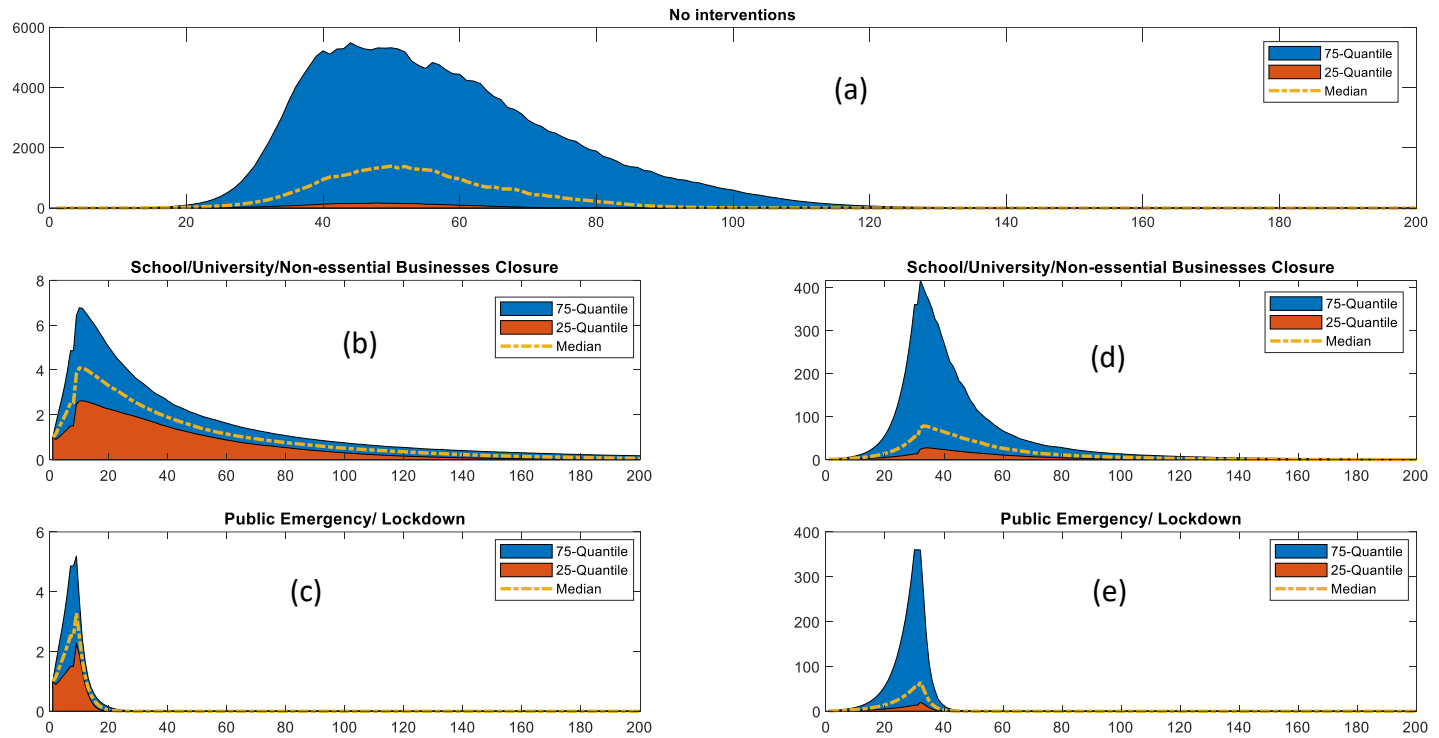 No interventions
6000
4000
2000
0
75-Quantile
25-Quantile
Median
(a)
0 20 40 60 80 100 120 140 160 180 200
School/University/Non-essential Businesses Closure
8
6
4
2
0
75-Quantile
25-Quantile
Median
(b)
0 20 40 60 80 100 120 140 160 180 200
School/University/Non-essential Businesses Closure
400
300
200
100
0
75-Quantile
25-Quantile
Median
(d)
0 20 40 60 80 100 120 140 160 180 200
Public Emergency/ Lockdown
6
4
2
0
75-Quantile
25-Quantile
Median
(c)
0 20 40 60 80 100 120 140 160 180 200
Public Emergency/ Lockdown
400
300
200
100
0
75-Quantile
25-Quantile
Median
(e)
0 20 40 60 80 100 120 140 160 180 200